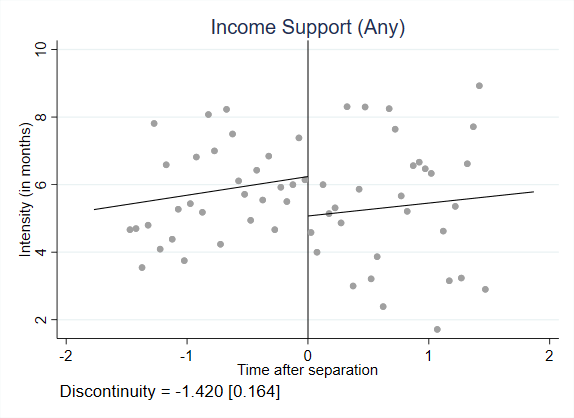 Income Support (Any)
Intensity (in months)
10
8
6
4
2
-2 -1 0 1 2
Time after separation
Discontinuity = -1.420 [0.164]